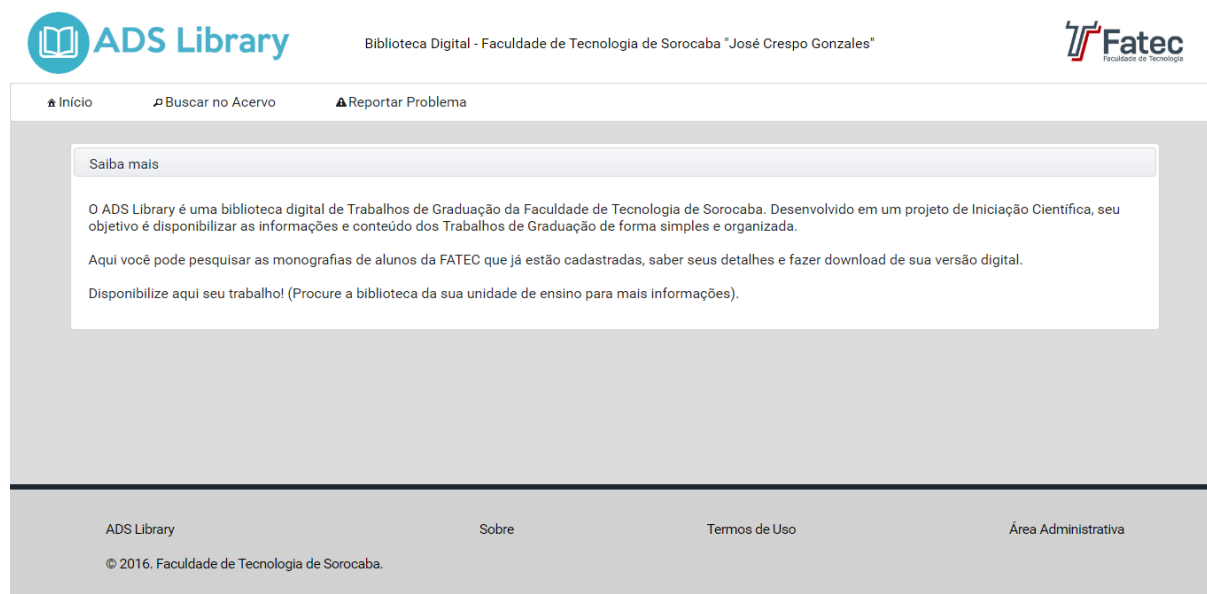 ADS Library
Biblioteca Digital - Faculdade de Tecnologia de Sorocaba "José Crespo Gonzales"
Fatec
Faculdade de Tecnologia
Início
Buscar no Acervo
Reportar Problema
Saiba mais
O ADS Library é uma biblioteca digital de Trabalhos de Graduação da Faculdade de Tecnologia de Sorocaba. Desenvolvido em um projeto de Iniciação Científica, seu
objetivo é disponibilizar as informações e conteúdo dos Trabalhos de Graduação de forma simples e organizada.
Aqui você pode pesquisar as monografias de alunos da FATEC que já estão cadastradas, saber seus detalhes e fazer download de sua versão digital.
Disponibilize aqui seu trabalho! (Procure a biblioteca da sua unidade de ensino para mais informações).
ADS Library
Sobre
Termos de Uso
Área Administrativa
© 2016. Faculdade de Tecnologia de Sorocaba.